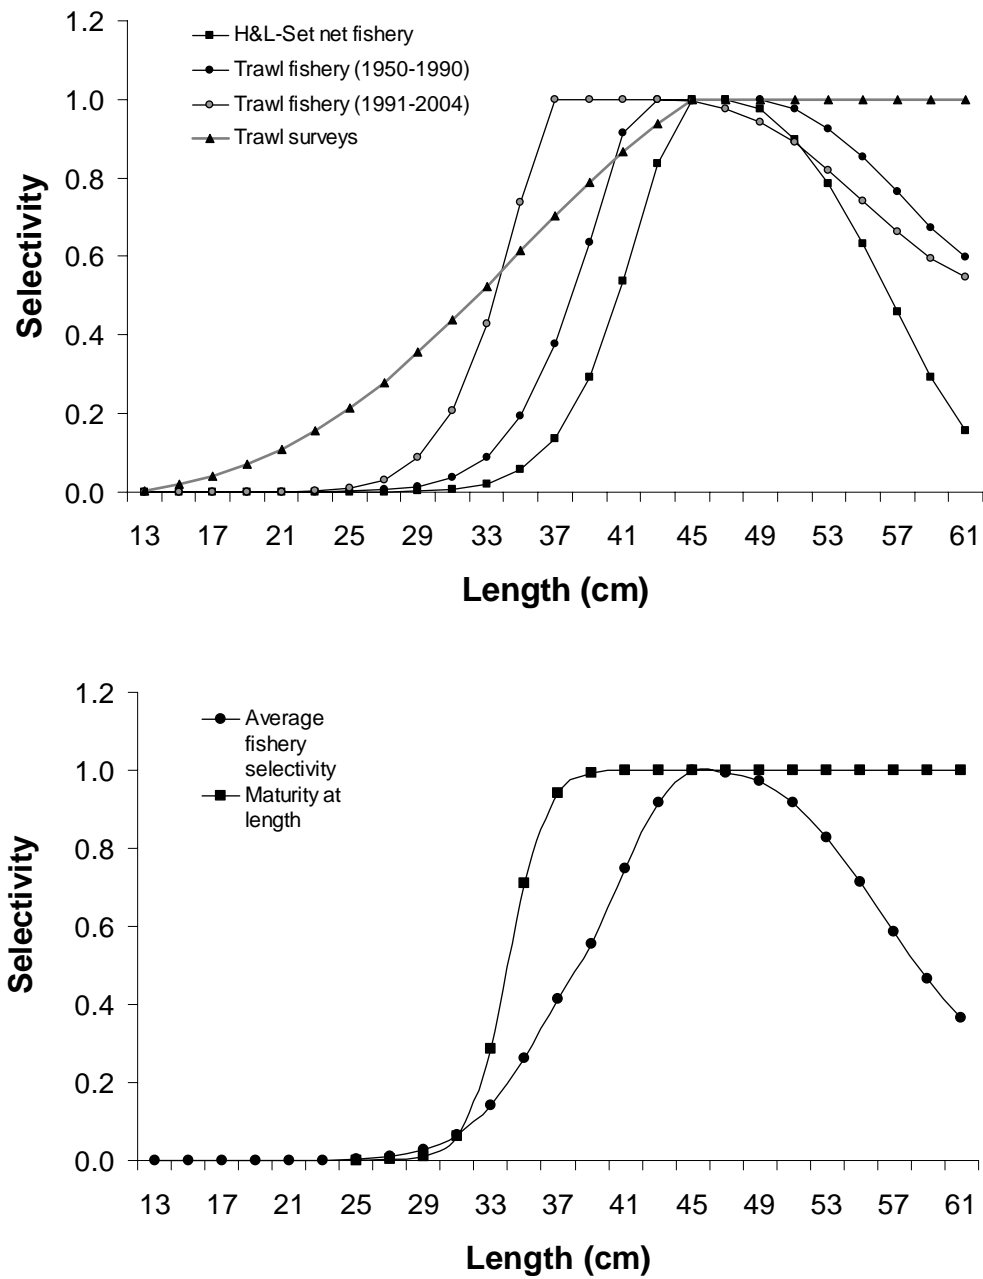 1.2
1.0
0.8
0.6
0.4
0.2
0.0
Selectivity
H&L-Set net fishery
Trawl fishery (1950-1990)
Trawl fishery (1991-2004)
Trawl surveys
13 17 21 25 29 33 37 41 45 49 53 57 61
Length (cm)
1.2
1.0
0.8
0.6
0.4
0.2
0.0
Selectivity
Average
fishery
selectivity
Maturity at
length
13 17 21 25 29 33 37 41 45 49 53 57 61
Length (cm)